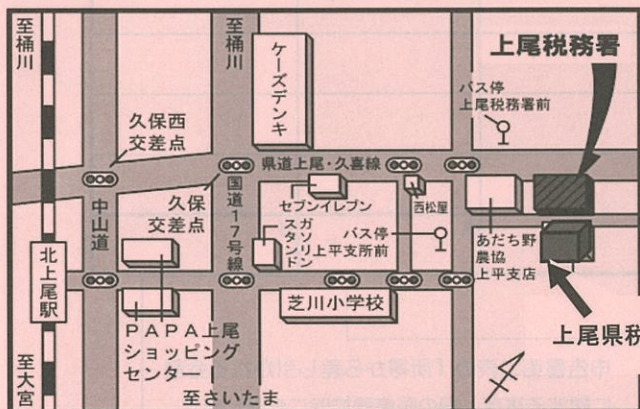 至桶川
至桶川
ケーズデンキ
上尾税務署
バス停
上尾税務署前
久保西
交差点
県道上尾・久喜線
中山道
久保
交差点
国道17号線
セブンイレブン
西松屋
ガソリン
スタンド
バス停
上平支所前
あだち野
農協
上平支店
北上尾駅
芝川小学校
上尾県税
PAPA上尾
ショッピング
センター
至大宮
至さいたま